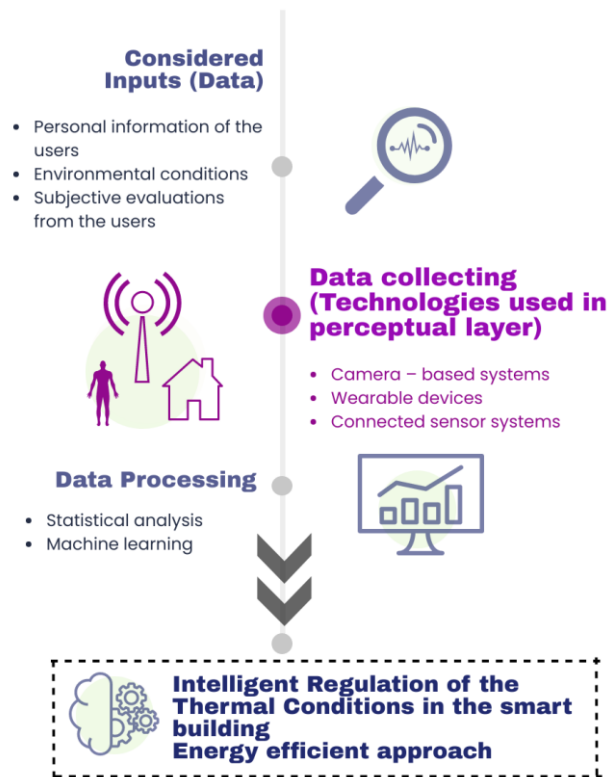 Considered
Inputs (Data)
• Personal information of the
users
• Environmental conditions
• Subjective evaluations
from the users
Data collecting
(Technologies used in
perceptual layer)
• Camera – based systems
• Wearable devices
• Connected sensor systems
Data Processing
• Statistical analysis
• Machine learning
Intelligent Regulation of the
Thermal Conditions in the smart
building
Energy efficient approach